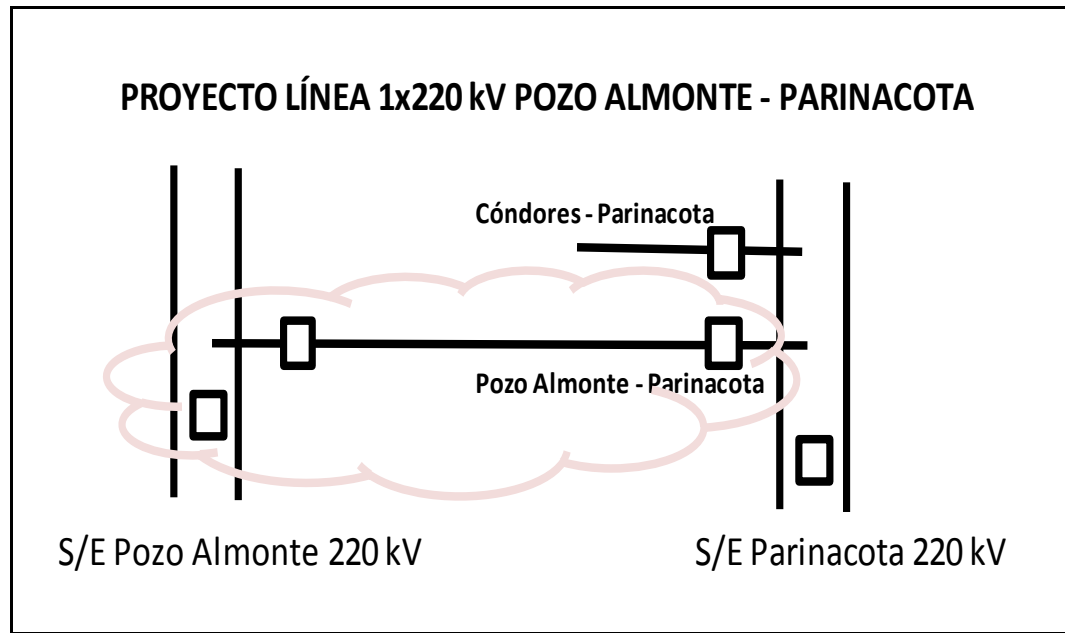 PROYECTO LÍNEA 1x220 kV POZO ALMONTE - PARINACOTA
Cóndores - Parinacota
Pozo Almonte - Parinacota
S/E Pozo Almonte 220 kV
S/E Parinacota 220 kV